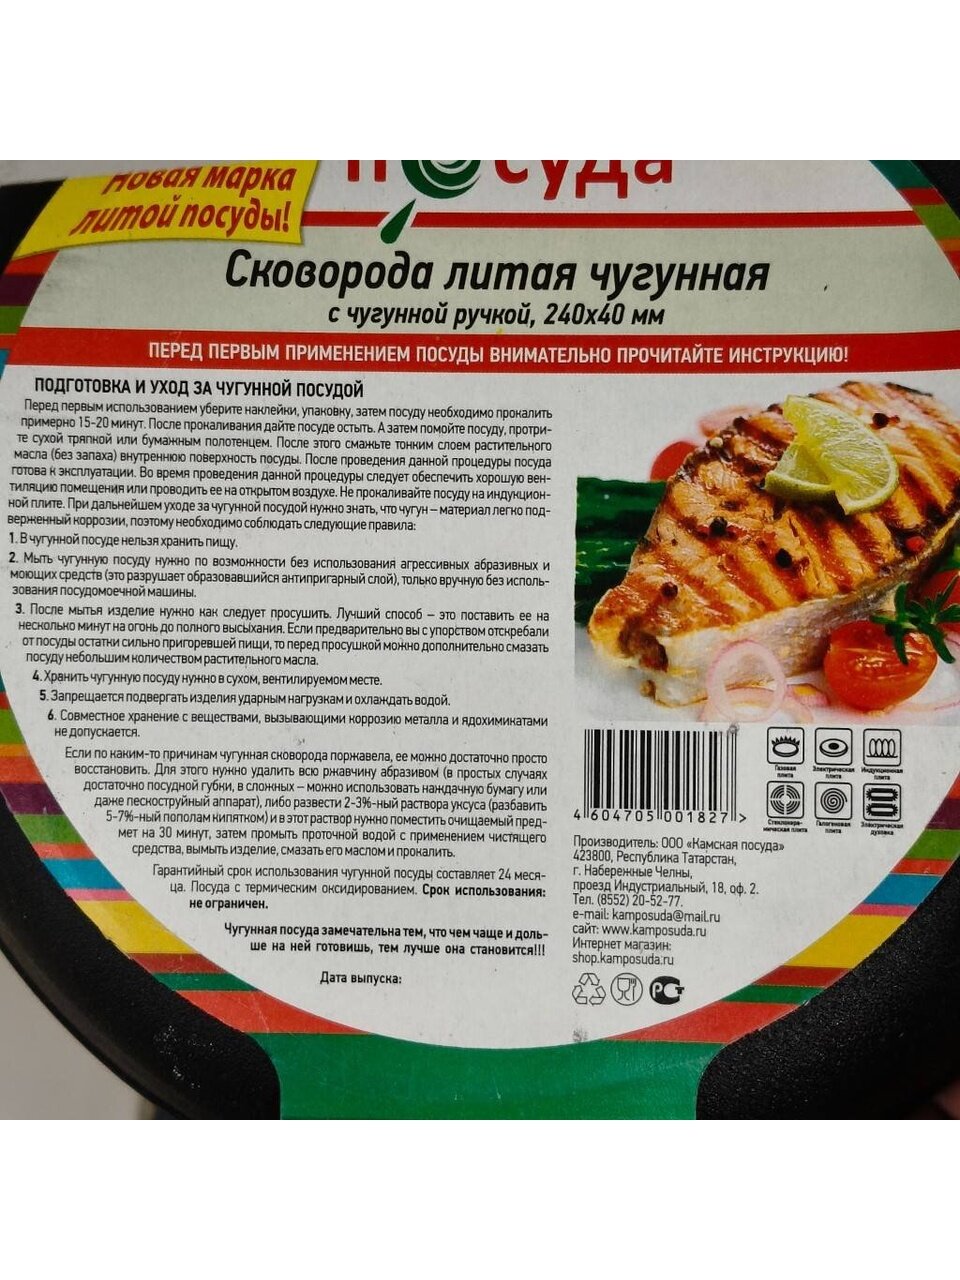 Новая марка
литой посуды!
посуда
Сковорода литая чугунная
с чугунной ручкой, 240х40 мм
ПЕРЕД ПЕРВЫМ ПРИМЕНЕНИЕМ ПОСУДЫ ВНИМАТЕЛЬНО ПРОЧИТАЙТЕ ИНСТРУКЦИЮ!
ПОДГОТОВКА И УХОД ЗА ЧУГУННОЙ ПОСУДОЙ
Перед первым использованием уберите наклейки, упаковку, затем посуду необходимо прокалить
примерно 15-20 минут. После прокаливания дайте посуде остыть. А затем помойте посуду, протри-
те сухой тряпкой или бумажным полотенцем. После этого смажьте тонким слоем растительного
масла (без запаха) внутреннюю поверхность посуды. После проведения данной процедуры посуда
готова к эксплуатации. Во время проведения данной процедуры следует обеспечить хорошую вен-
тиляцию помещения или проводить ее на открытом воздухе. Не прокаливайте посуду на индукцион-
ной плите. При дальнейшем уходе за чугунной посудой нужно знать, что чугун – материал легко под-
верженный коррозии, поэтому необходимо соблюдать следующие правила:
1. В чугунной посуде нельзя хранить пищу.
2. Мыть чугунную посуду нужно по возможности без использования агрессивных абразивных и
моющих средств (это разрушает образовавшийся антипригарный слой), только вручную без исполь-
зования посудомоечной машины.
3. После мытья изделие нужно как следует просушить. Лучший способ – это поставить ее на
несколько минут на огонь до полного высыхания. Если предварительно вы с упорством отскребали
от посуды остатки сильно пригоревшей пищи, то перед просушкой можно дополнительно смазать
посуду небольшим количеством растительного масла.
4. Хранить чугунную посуду нужно в сухом, вентилируемом месте.
5. Запрещается подвергать изделия ударным нагрузкам и охлаждать водой.
6. Совместное хранение с веществами, вызывающими коррозию металла и ядохимикатами
не допускается.
Если по каким-то причинам чугунная сковорода поржавела, ее можно достаточно просто
восстановить. Для этого нужно удалить всю ржавчину абразивом (в простых случаях
достаточно посудной губки, в сложных – можно использовать наждачную бумагу или
даже пескоструйный аппарат), либо развести 2-3%-ный раствора уксуса (разбавить
5-7%-ный пополам кипятком) и в этот раствор нужно поместить очищаемый пред-
мет на 30 минут, затем промыть проточной водой с применением чистящего
средства, вымыть изделие, смазать его маслом и прокалить.
Гарантийный срок использования чугунной посуды составляет 24 меся-
ца. Посуда с термическим оксидированием. Срок использования:
не ограничен.
Чугунная посуда замечательна тем, что чем чаще и доль-
ше на ней готовишь, тем лучше она становится!!!
Дата выпуска:
Газовая
плита
Электрическая
плита
Индукционная
плита
Стеклокера-
мическая плита
Галогеновая
плита
Электрическая
духовка
4 604705 001827 >
Производитель: ООО «Камская посуда»
423800, Республика Татарстан,
г. Набережные Челны,
проезд Индустриальный, 18, оф. 2.
Тел. (8552) 20-52-77.
e-mail: kamposuda@mail.ru
сайт: www.kamposuda.ru
Интернет магазин:
shop.kamposuda.ru
РСТ